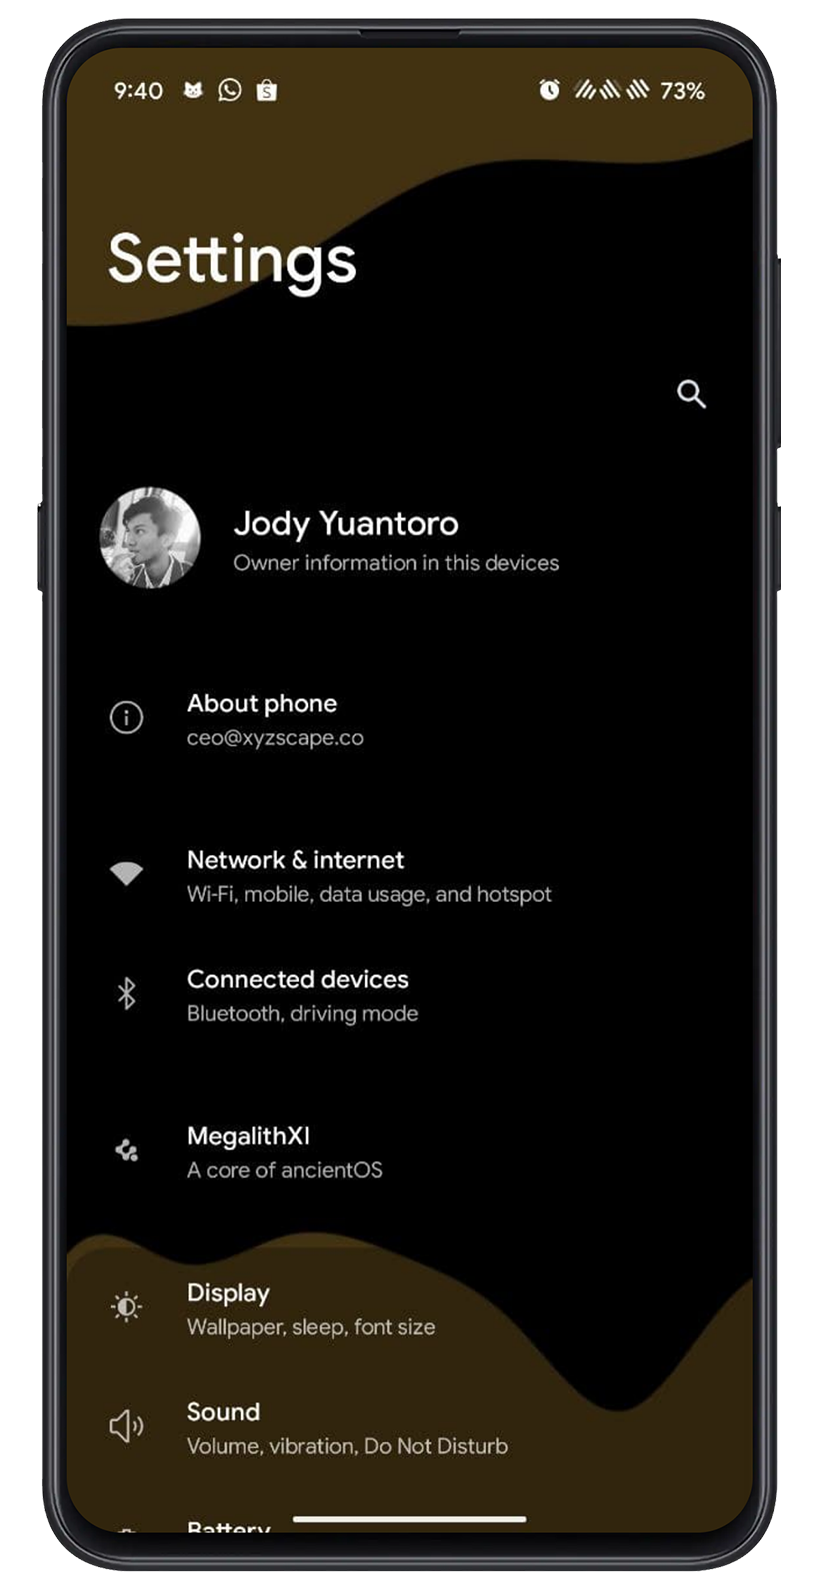 9:40 73%
Settings
Jody Yuantoro
Owner information in this devices
About phone
ceo@xyzscape.co
Network & internet
Wi-Fi, mobile, data usage, and hotspot
Connected devices
Bluetooth, driving mode
MegalithXI
A core of ancientOS
Display
Wallpaper, sleep, font size
Sound
Volume, vibration, Do Not Disturb
Battery